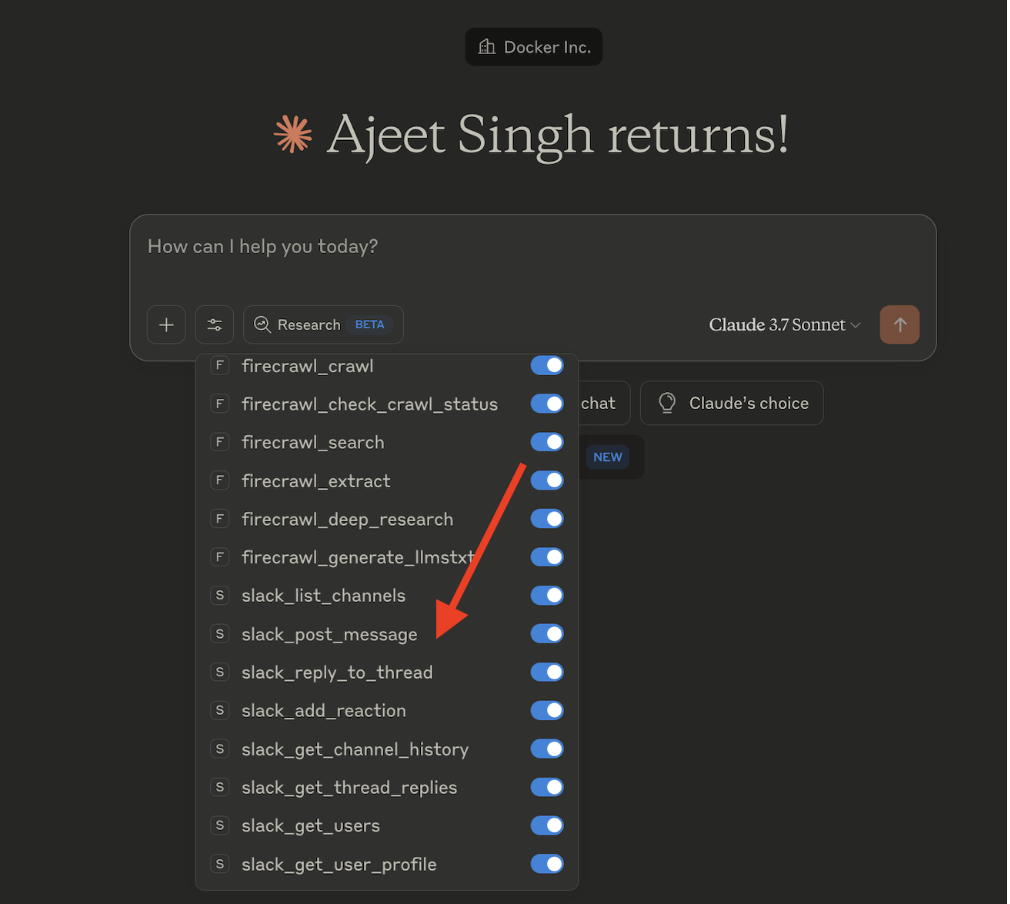 Docker Inc.
Ajeet Singh returns!
How can I help you today?
Research BETA
Claude 3.7 Sonnet
F firecrawl_crawl
F firecrawl_check_crawl_status
chat
Claude's choice
F firecrawl_search
NEW
F firecrawl_extract
F firecrawl_deep_research
F firecrawl_generate_llmstxt
S slack_list_channels
S slack_post_message
S slack_reply_to_thread
S slack_add_reaction
S slack_get_channel_history
S slack_get_thread_replies
S slack_get_users
S slack_get_user_profile